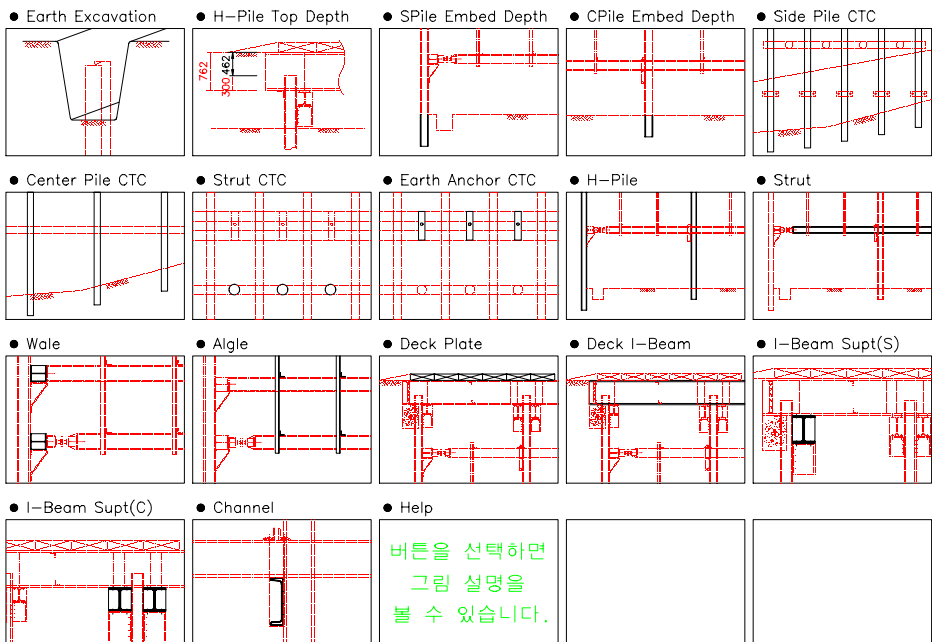 ● Earth Excavation
● H-Pile Top Depth
● SPile Embed Depth
● CPile Embed Depth
● Side Pile CTC
762
300
462
● Center Pile CTC
● Strut CTC
● Earth Anchor CTC
● H-Pile
● Strut
● Wale
● Algle
● Deck Plate
● Deck I-Beam
● I-Beam Supt(S)
● I-Beam Supt(C)
● Channel
● Help
버튼을 선택하면
그림 설명을
볼 수 있습니다.